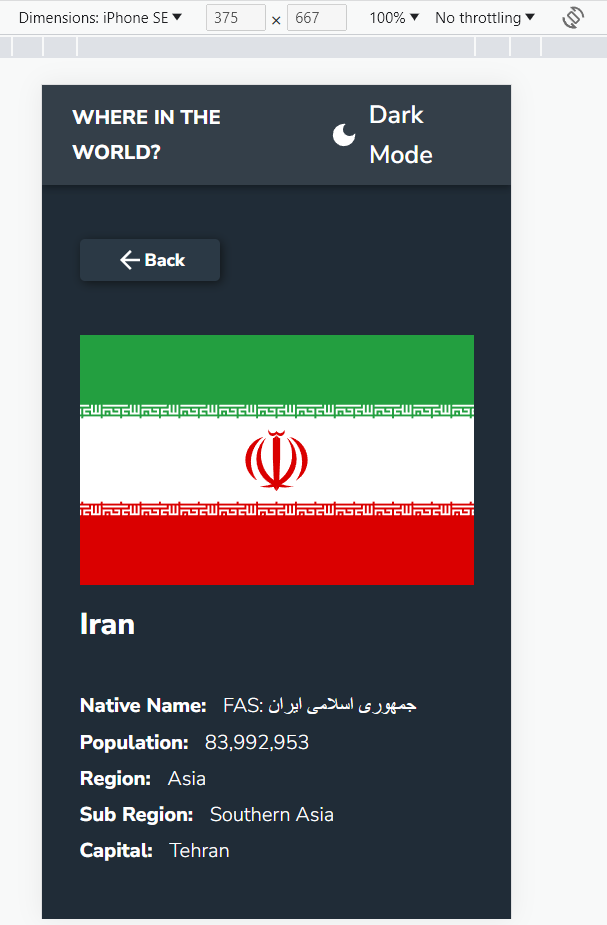 Dimensions: iPhone SE ▼ 375 × 667 100% ▼ No throttling ▼
WHERE IN THE
WORLD?
Dark
Mode
Back
Iran
Native Name: FAS: جمهوری اسلامی ایران
Population: 83,992,953
Region: Asia
Sub Region: Southern Asia
Capital: Tehran